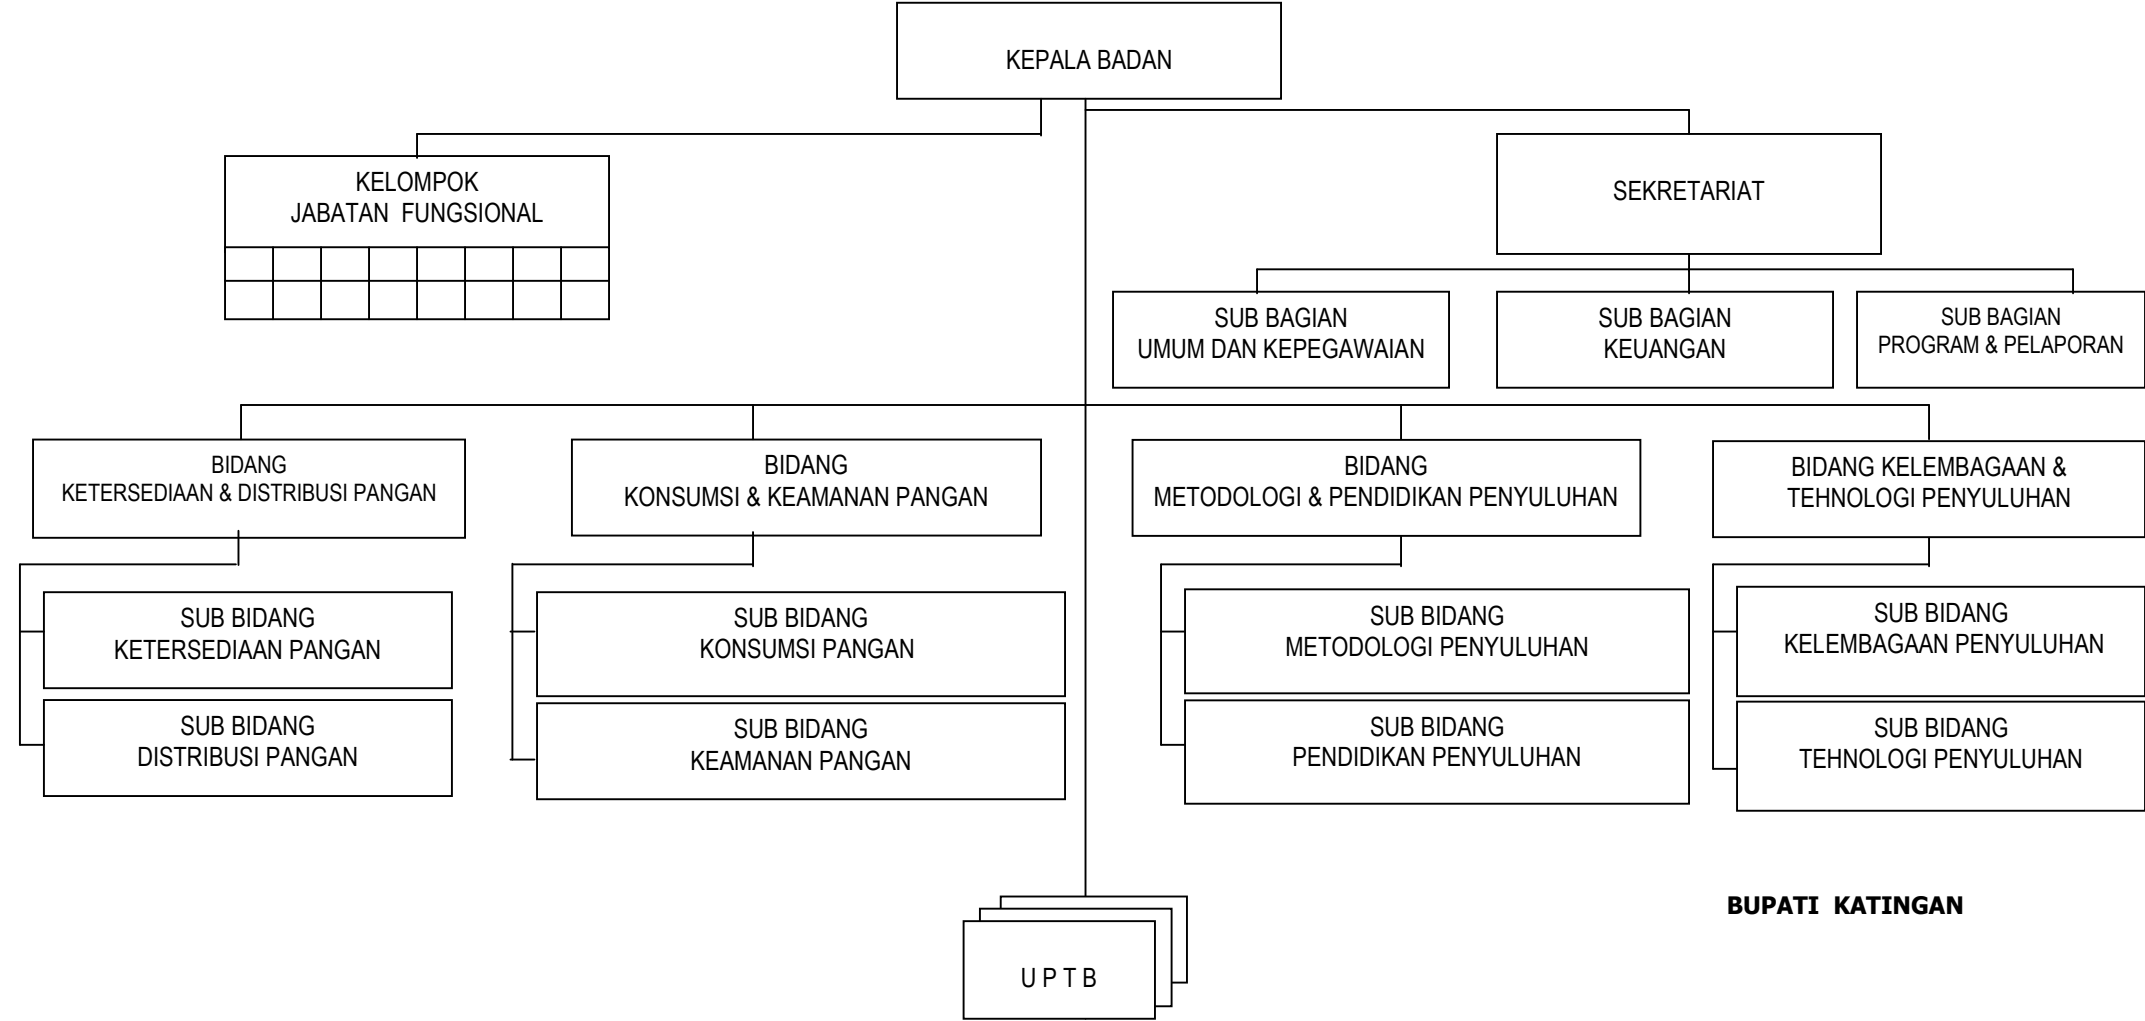 KEPALA BADAN
KELOMPOK
JABATAN FUNGSIONAL
SEKRETARIAT
SUB BAGIAN
UMUM DAN KEPEGAWAIAN
SUB BAGIAN
KEUANGAN
SUB BAGIAN
PROGRAM & PELAPORAN
BIDANG
KETERSEDIAAN & DISTRIBUSI PANGAN
BIDANG
KONSUMSI & KEAMANAN PANGAN
BIDANG
METODOLOGI & PENDIDIKAN PENYULUHAN
BIDANG KELEMBAGAAN &
TEHNOLOGI PENYULUHAN
SUB BIDANG
KETERSEDIAAN PANGAN
SUB BIDANG
DISTRIBUSI PANGAN
SUB BIDANG
KONSUMSI PANGAN
SUB BIDANG
KEAMANAN PANGAN
SUB BIDANG
METODOLOGI PENYULUHAN
SUB BIDANG
PENDIDIKAN PENYULUHAN
SUB BIDANG
KELEMBAGAAN PENYULUHAN
SUB BIDANG
TEHNOLOGI PENYULUHAN
BUPATI KATINGAN
U P T B